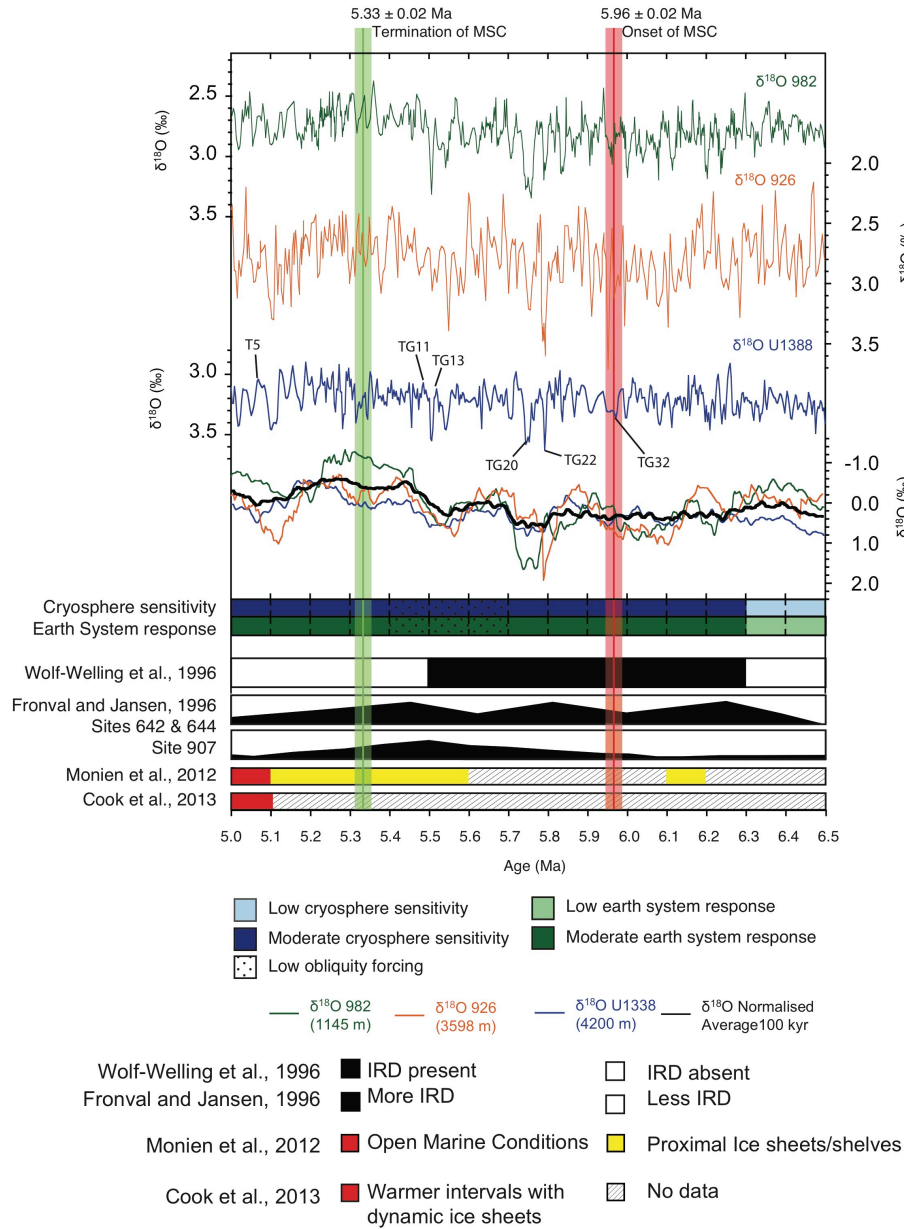 5.33 ± 0.02 Ma
Termination of MSC
5.96 ± 0.02 Ma
Onset of MSC
δ18O 982
2.5
3.0
3.5
δ18O (‰)
2.0
2.5
3.0
3.5
δ18O (‰)
δ18O 926
T5
TG11
TG13
δ18O U1388
3.0
3.5
δ18O (‰)
TG20
TG22
TG32
-1.0
0.0
1.0
2.0
δ18O (‰)
Cryosphere sensitivity
Earth System response
Wolf-Welling et al., 1996
Fronval and Jansen, 1996
Sites 642 & 644
Site 907
Monien et al., 2012
Cook et al., 2013
5.0 5.1 5.2 5.3 5.4 5.5 5.6 5.7 5.8 5.9 6.0 6.1 6.2 6.3 6.4 6.5
Age (Ma)
Low cryosphere sensitivity
Low earth system response
Moderate cryosphere sensitivity
Moderate earth system response
Low obliquity forcing
δ18O 982
(1145 m)
δ18O 926
(3598 m)
δ18O U1338
(4200 m)
δ18O Normalised
Average100 kyr
Wolf-Welling et al., 1996 IRD present IRD absent
Fronval and Jansen, 1996 More IRD Less IRD
Monien et al., 2012 Open Marine Conditions Proximal Ice sheets/shelves
Cook et al., 2013 Warmer intervals with
dynamic ice sheets
No data